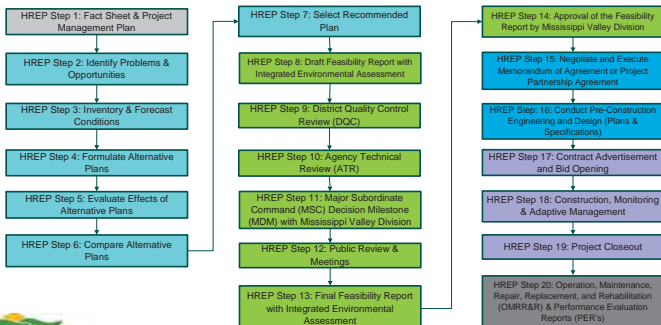 HREP Step 1: Fact Sheet & Project
Management Plan
HREP Step 2: Identify Problems &
Opportunities
HREP Step 3: Inventory & Forecast
Conditions
HREP Step 4: Formulate Alternative
Plans
HREP Step 5: Evaluate Effects of
Alternative Plans
HREP Step 6: Compare Alternative
Plans
HREP Step 7: Select Recommended
Plan
HREP Step 8: Draft Feasibility Report with
Integrated Environmental Assessment
HREP Step 9: District Quality Control
Review (DQC)
HREP Step 10: Agency Technical
Review (ATR)
HREP Step 11: Major Subordinate
Command (MSC) Decision Milestone
(MDM) with Mississippi Valley Division
HREP Step 12: Public Review &
Meetings
HREP Step 13: Final Feasibility Report
with Integrated Environmental
Assessment
HREP Step 14: Approval of the Feasibility
Report by Mississippi Valley Division
HREP Step 15: Negotiate and Execute
Memorandum of Agreement or Project
Partnership Agreement
HREP Step: 16: Conduct Pre-Construction
Engineering and Design (Plans &
Specifications)
HREP Step 17: Contract Advertisement
and Bid Opening
HREP Step 18: Construction, Monitoring
& Adaptive Management
HREP Step 19: Project Closeout
HREP Step 20: Operation, Maintenance,
Repair, Replacement, and Rehabilitation
(OMRR&R) & Performance Evaluation
Reports (PER's)